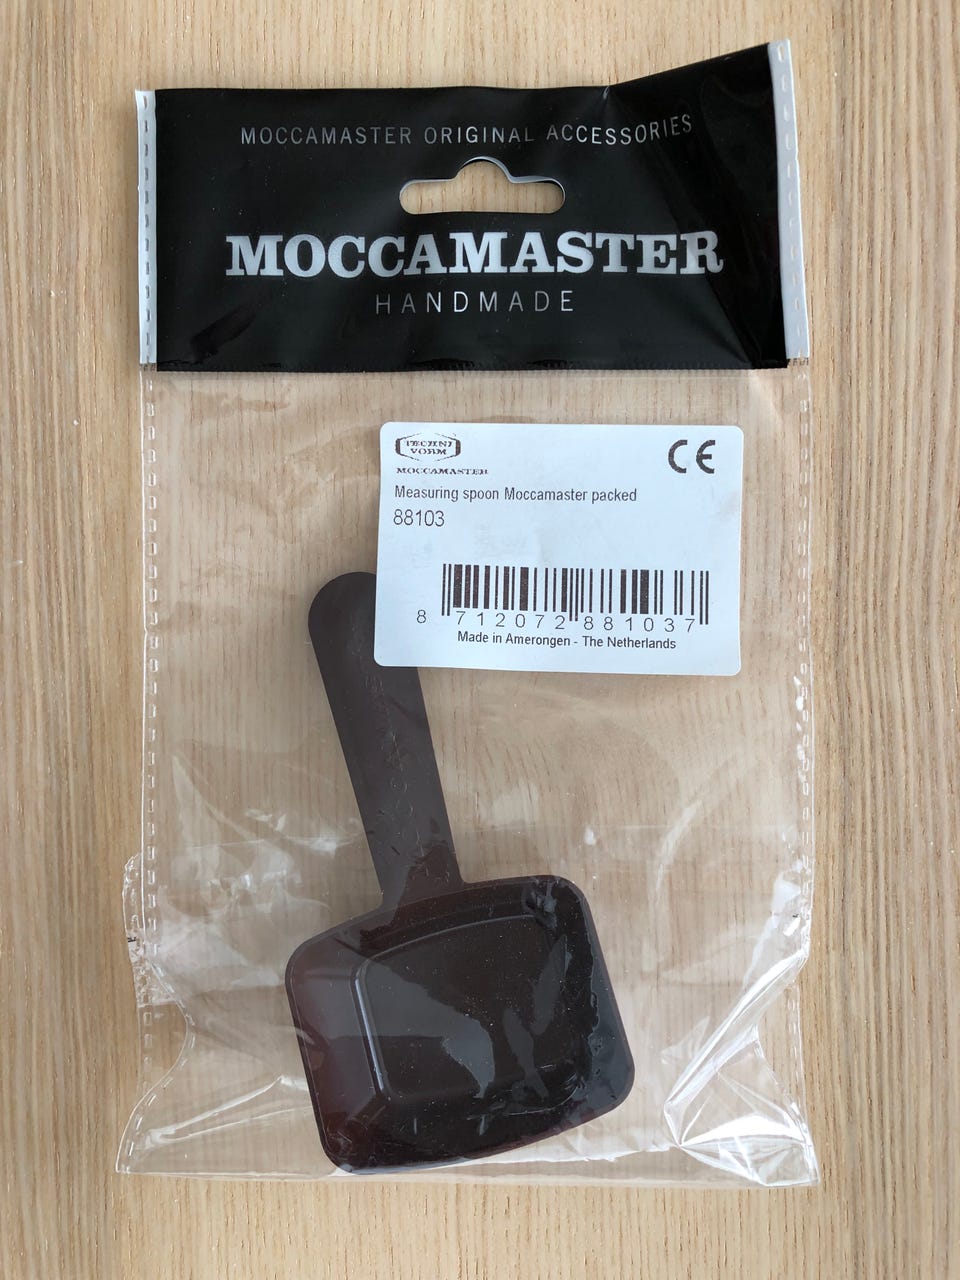 MOCCAMASTER ORIGINAL ACCESSORIES
MOCCAMASTER
HANDMADE
TECHNI
VORM
MOCCAMASTER
CE
Measuring spoon Moccamaster packed
88103
8 712072 881037
Made in Amerongen - The Netherlands